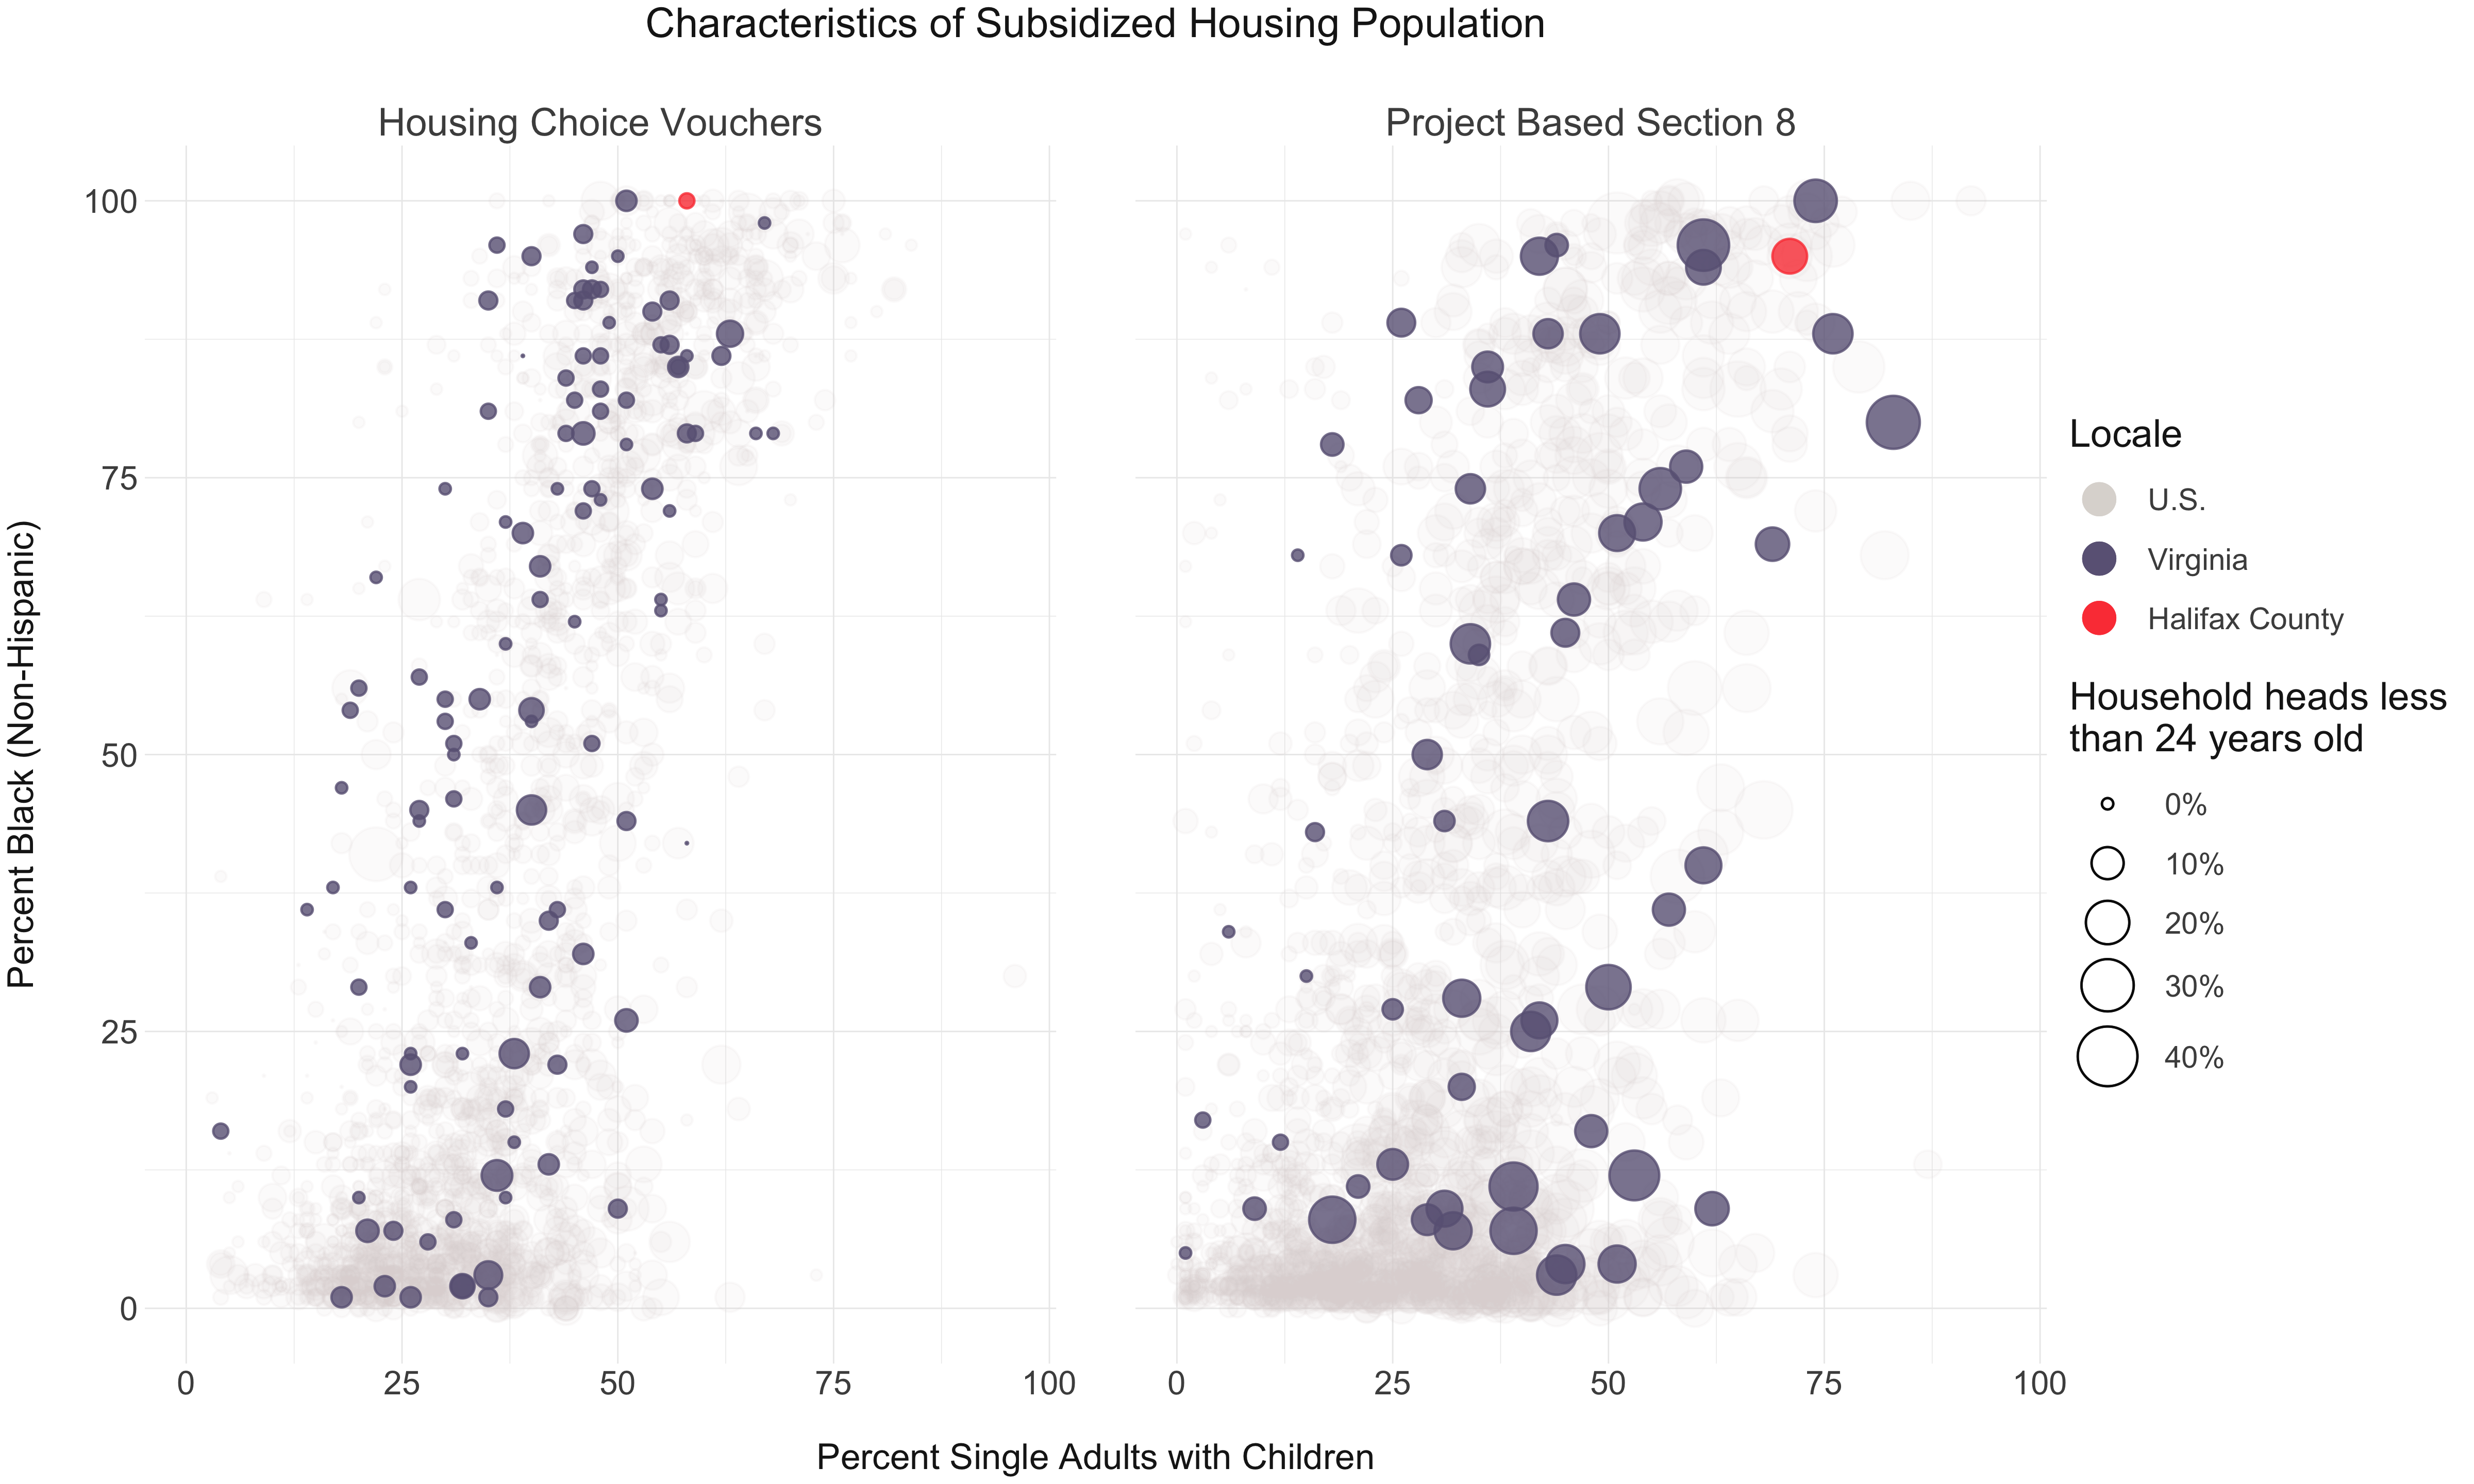 Characteristics of Subsidized Housing Population
Housing Choice Vouchers
Project Based Section 8
Percent Black (Non-Hispanic)
100
75
50
25
0
0 25 50 75 100
0 25 50 75 100
Percent Single Adults with Children
Locale
U.S.
Virginia
Halifax County
Household heads less
than 24 years old
0%
10%
20%
30%
40%